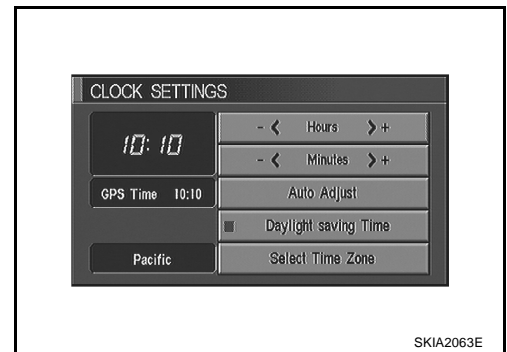 CLOCK SETTINGS
10:10
- < Hours > +
- < Minutes > +
GPS Time 10:10
Auto Adjust
Daylight saving Time
Pacific
Select Time Zone
SKIA2063E